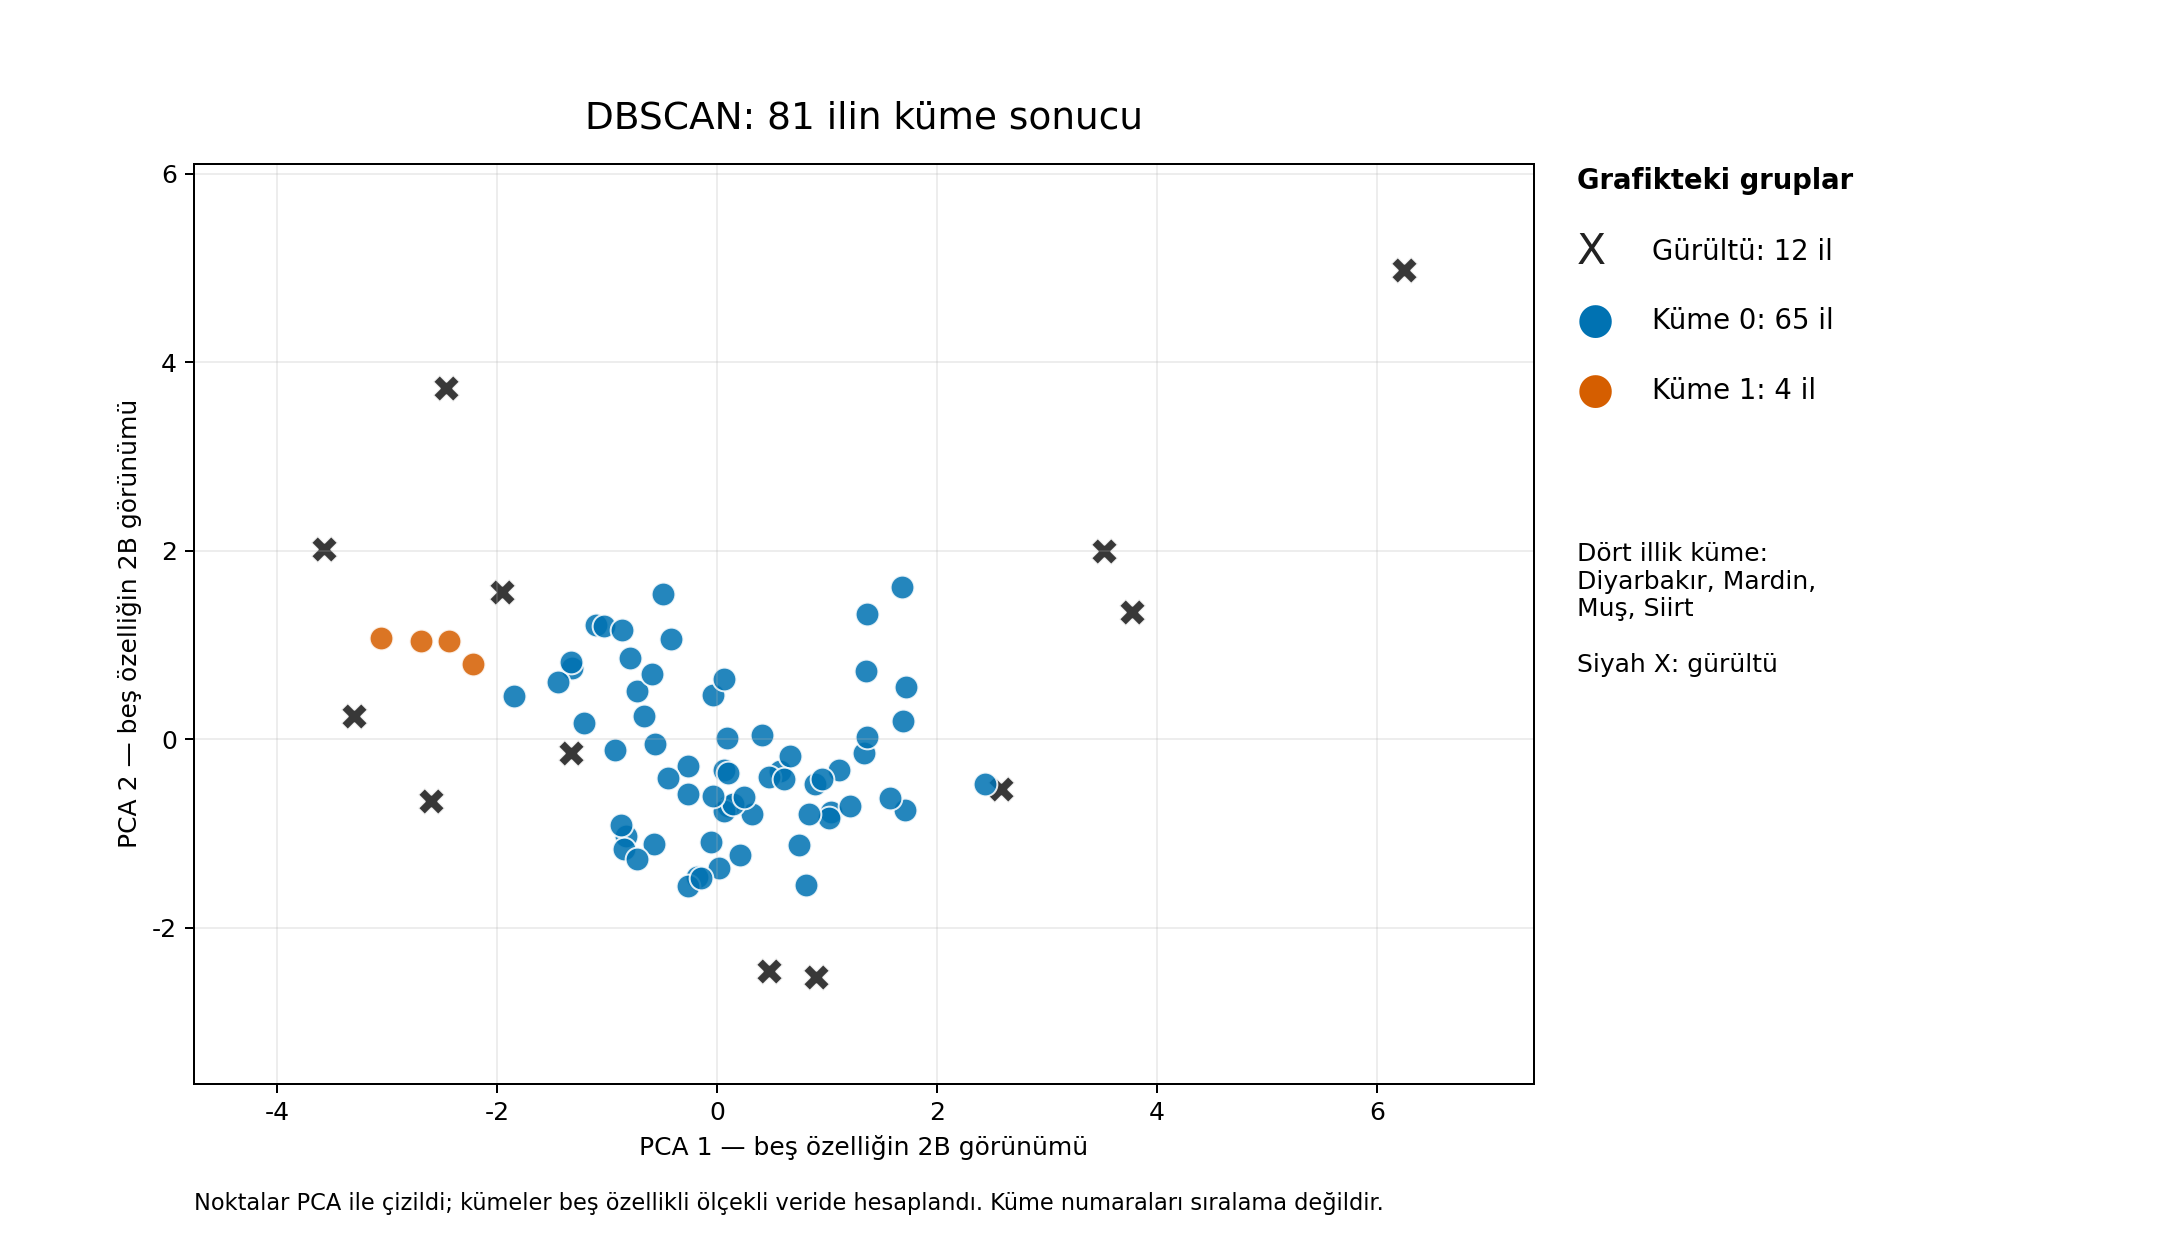 DBSCAN: 81 ilin küme sonucu
6
4
2
0
-2
PCA 2 — beş özelliğin 2B görünümü
-4
-2
0
2
4
6
PCA 1 — beş özelliğin 2B görünümü
Grafikteki gruplar
X Gürültü: 12 il
Küme 0: 65 il
Küme 1: 4 il
Dört illik küme:
Diyarbakır, Mardin,
Muş, Siirt
Siyah X: gürültü
Noktalar PCA ile çizildi; kümeler beş özellikli ölçekli veride hesaplandı. Küme numaraları sıralama değildir.